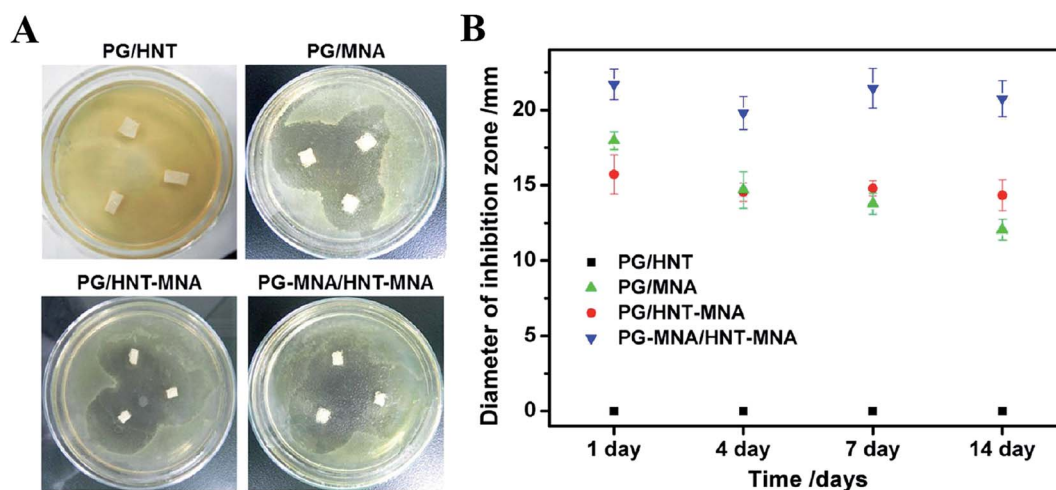 A
PG/HNT
PG/MNA
PG/HNT-MNA
PG-MNA/HNT-MNA
B
Diameter of inhibition zone /mm
20
15
10
5
0
PG/HNT
PG/MNA
PG/HNT-MNA
PG-MNA/HNT-MNA
1 day
4 day
7 day
14 day
Time /days